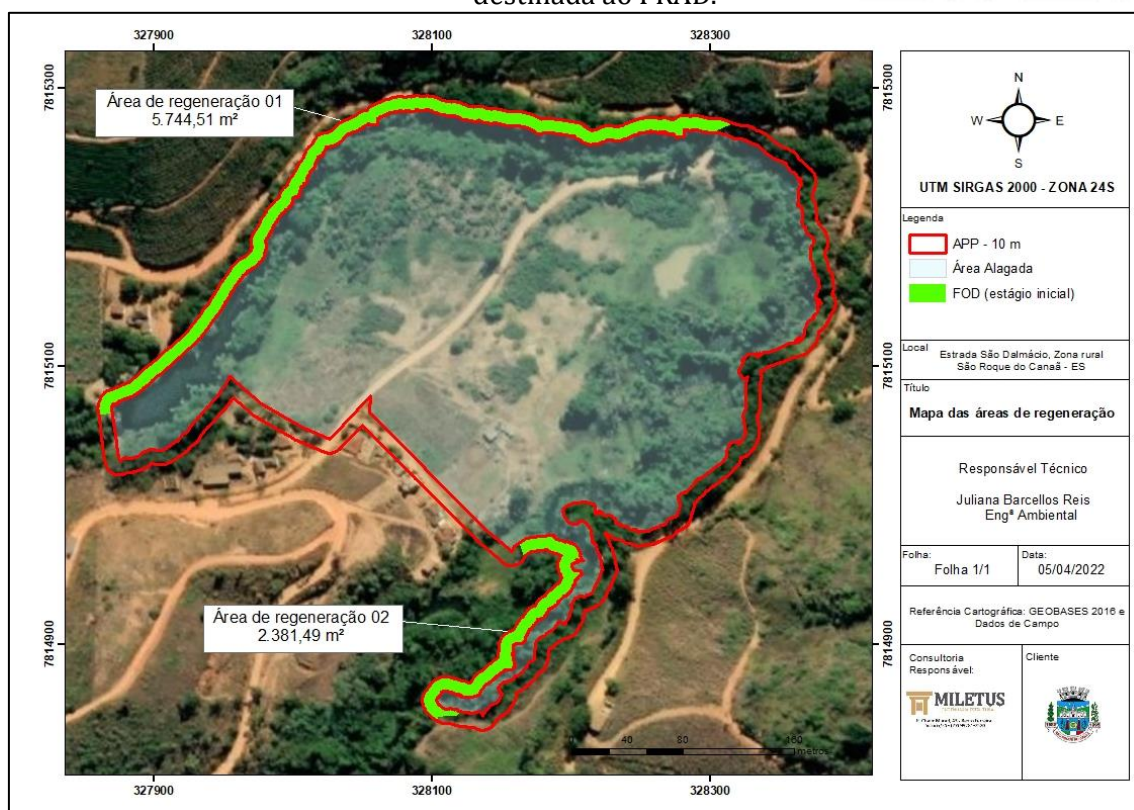 destinada ao PRAD.
327900
328100
328300
7815300
7815100
7814900
Área de regeneração 01
5.744,51 m²
Área de regeneração 02
2.381,49 m²
0
40
80
160
metros
7815300
7815100
7814900
327900
328100
328300
N
W
E
S
UTM SIRGAS 2000 - ZONA 24S
Legenda
APP - 10 m
Área Alagada
FOD (estágio inicial)
Local
Estrada São Dalmácio, Zona rural
São Roque do Canaã - ES
Título
Mapa das áreas de regeneração
Responsável Técnico
Juliana Barcellos Reis
Engª Ambiental
Folha:
Folha 1/1
Data:
05/04/2022
Referência Cartográfica: GEOBASES 2016 e
Dados de Campo
Consultoria
Responsável:
MILETUS
Cliente